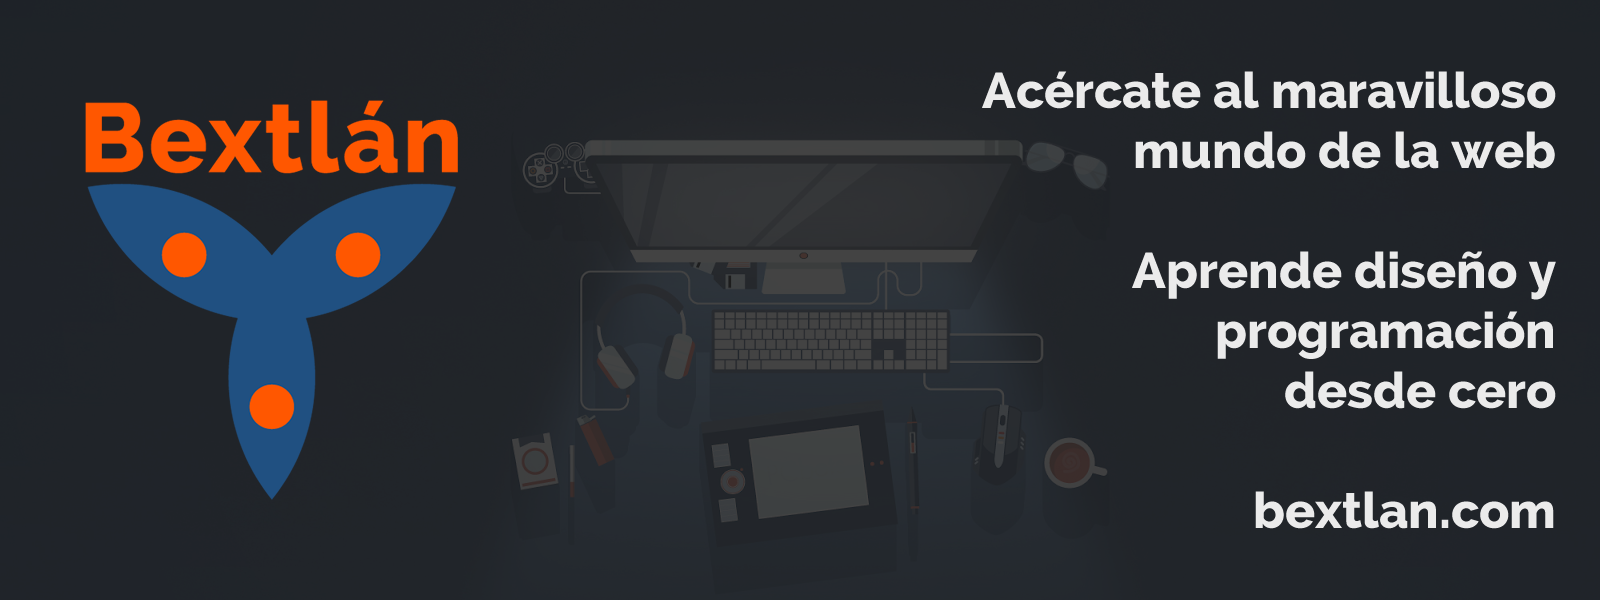 Bextlán
Acércate al maravilloso
mundo de la web
Aprende diseño y
programación
desde cero
bextlan.com